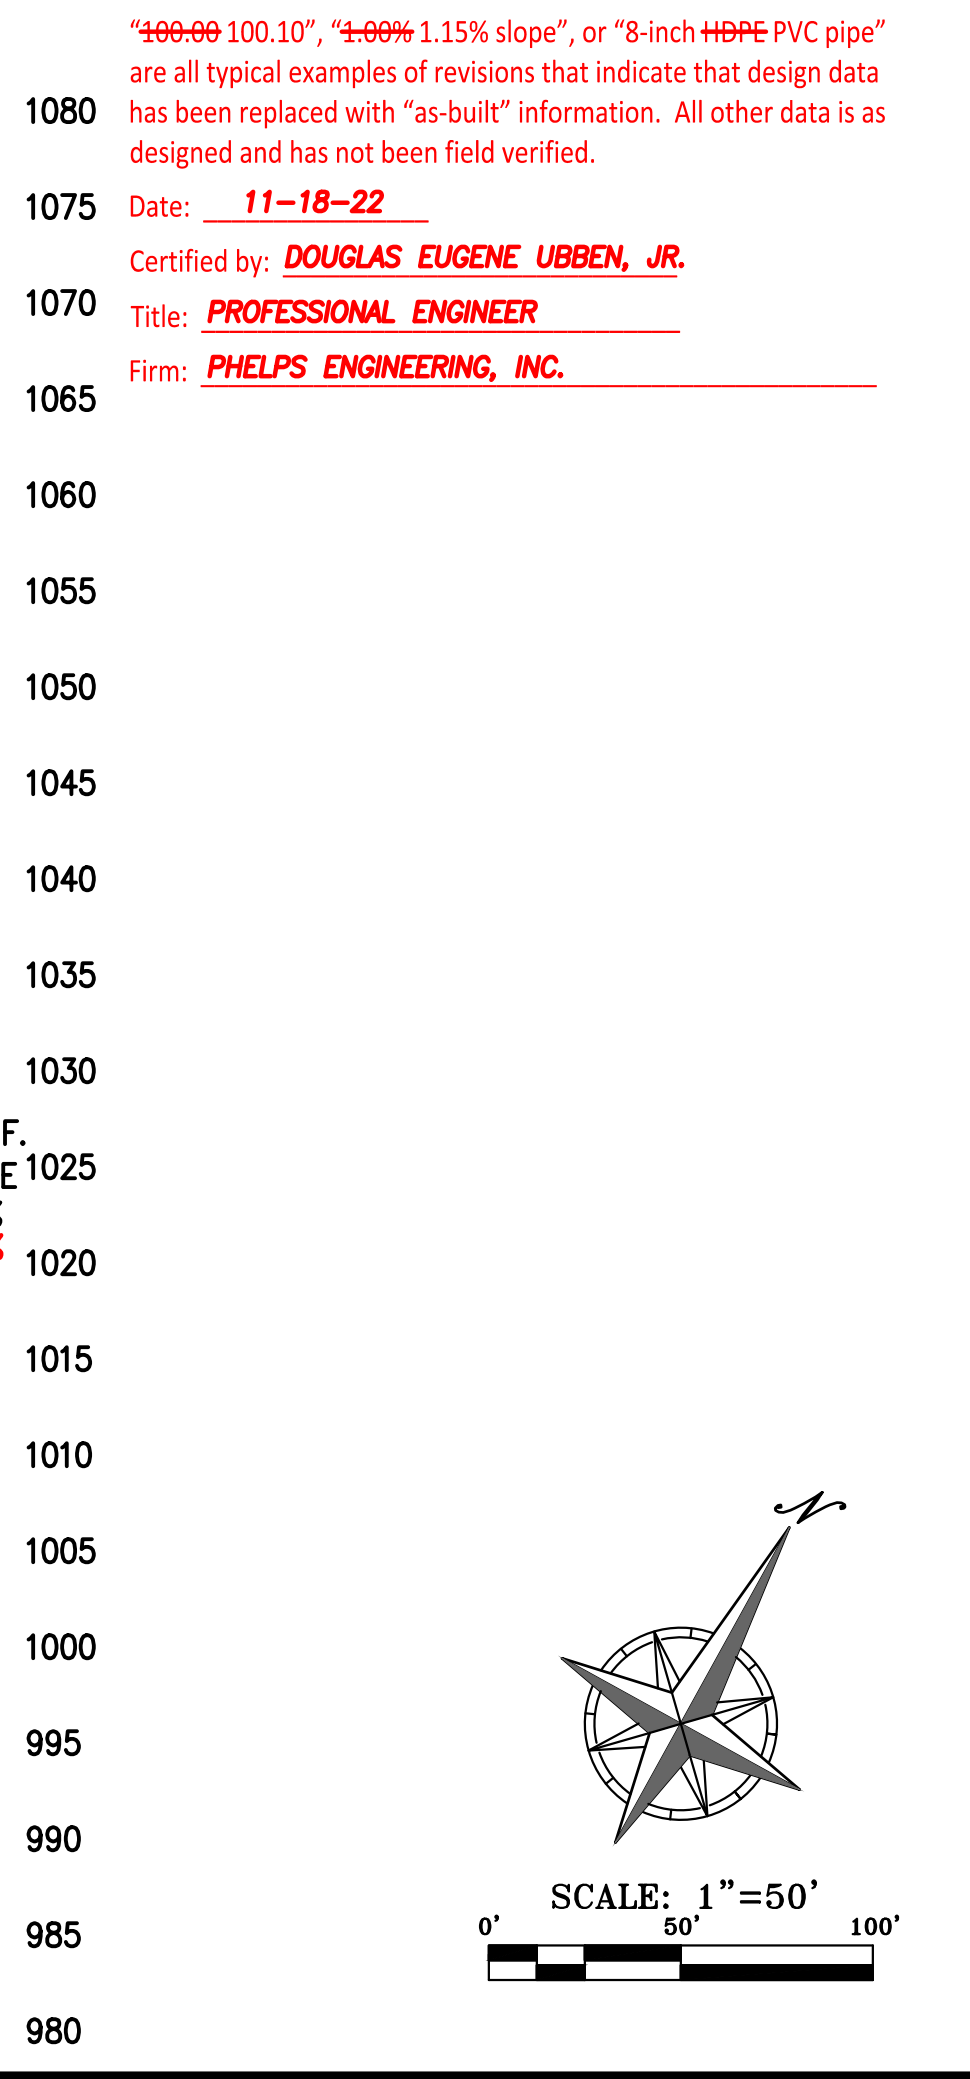 “100.00 100.10”, “1.00% 1.15% slope”, or “8-inch HDPE PVC pipe”
are all typical examples of revisions that indicate that design data
has been replaced with “as-built” information.  All other data is as
designed and has not been field verified.
Date: 11-18-22
Certified by: DOUGLAS EUGENE UBBEN, JR.
Title: PROFESSIONAL ENGINEER
Firm: PHELPS ENGINEERING, INC.
1080
1075
1070
1065
1060
1055
1050
1045
1040
1035
1030
F.
E
1025
1020
1015
1010
1005
1000
995
990
985
980
N
SCALE: 1"=50'
0' 50' 100'